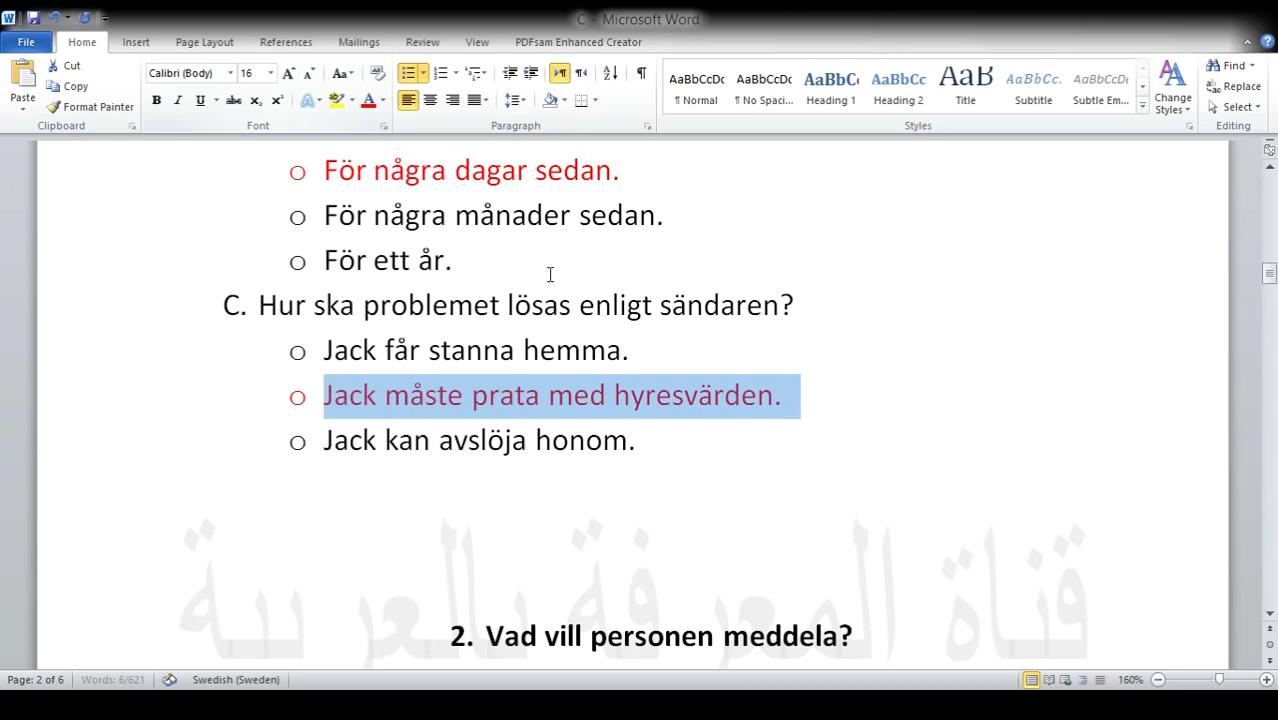 C - Microsoft Word
File Home Insert Page Layout References Mailings Review View PDFsam Enhanced Creator
Paste Cut Copy Format Painter
Calibri (Body) 16
AaBbCcDc AaBbCcDc AaBbC AaBbCc AaB AaBbCc. AaBbCcDc
¶ Normal ¶ No Spaci... Heading 1 Heading 2 Title Subtitle Subtle Em...
Change Styles
Find Replace Select
Clipboard Font Paragraph Styles Editing
o För några dagar sedan.
o För några månader sedan.
o För ett år.
C. Hur ska problemet lösas enligt sändaren?
o Jack får stanna hemma.
o Jack måste prata med hyresvärden.
o Jack kan avslöja honom.
قناة المعرفة بالعربية
2. Vad vill personen meddela?
Page: 2 of 6 Words: 6/621 Swedish (Sweden) 160%